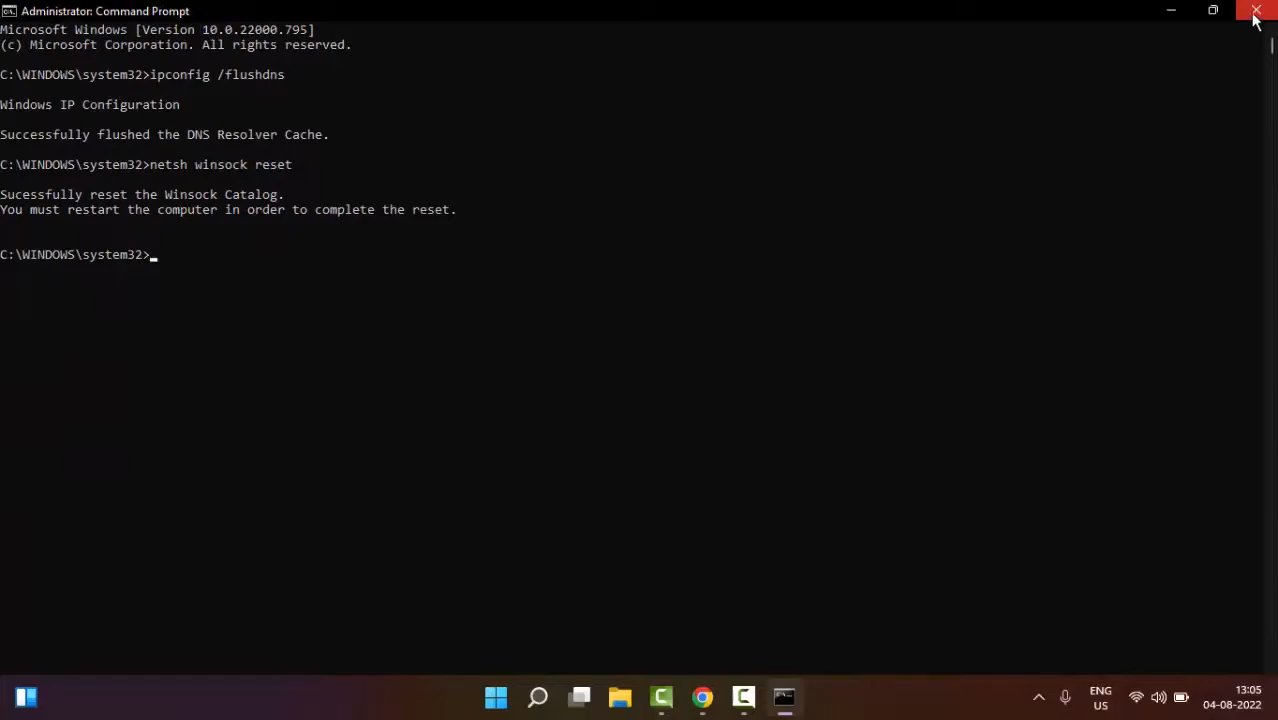 Administrator: Command Prompt
Microsoft Windows [Version 10.0.22000.795]
(c) Microsoft Corporation. All rights reserved.
C:\WINDOWS\system32>ipconfig /flushdns
Windows IP Configuration
Successfully flushed the DNS Resolver Cache.
C:\WINDOWS\system32>netsh winsock reset
Sucessfully reset the Winsock Catalog.
You must restart the computer in order to complete the reset.
C:\WINDOWS\system32>
ENG
US
13:05
04-08-2022